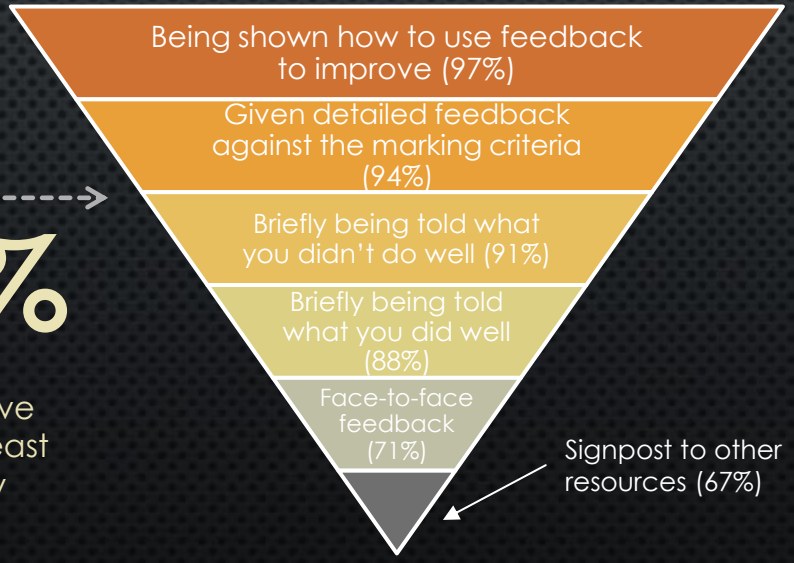 Being shown how to use feedback
to improve (97%)
Given detailed feedback
against the marking criteria
(94%)
Briefly being told what
you didn't do well (91%)
Briefly being told
what you did well
(88%)
Face-to-face
feedback
(71%)
Signpost to other
resources (67%)
%